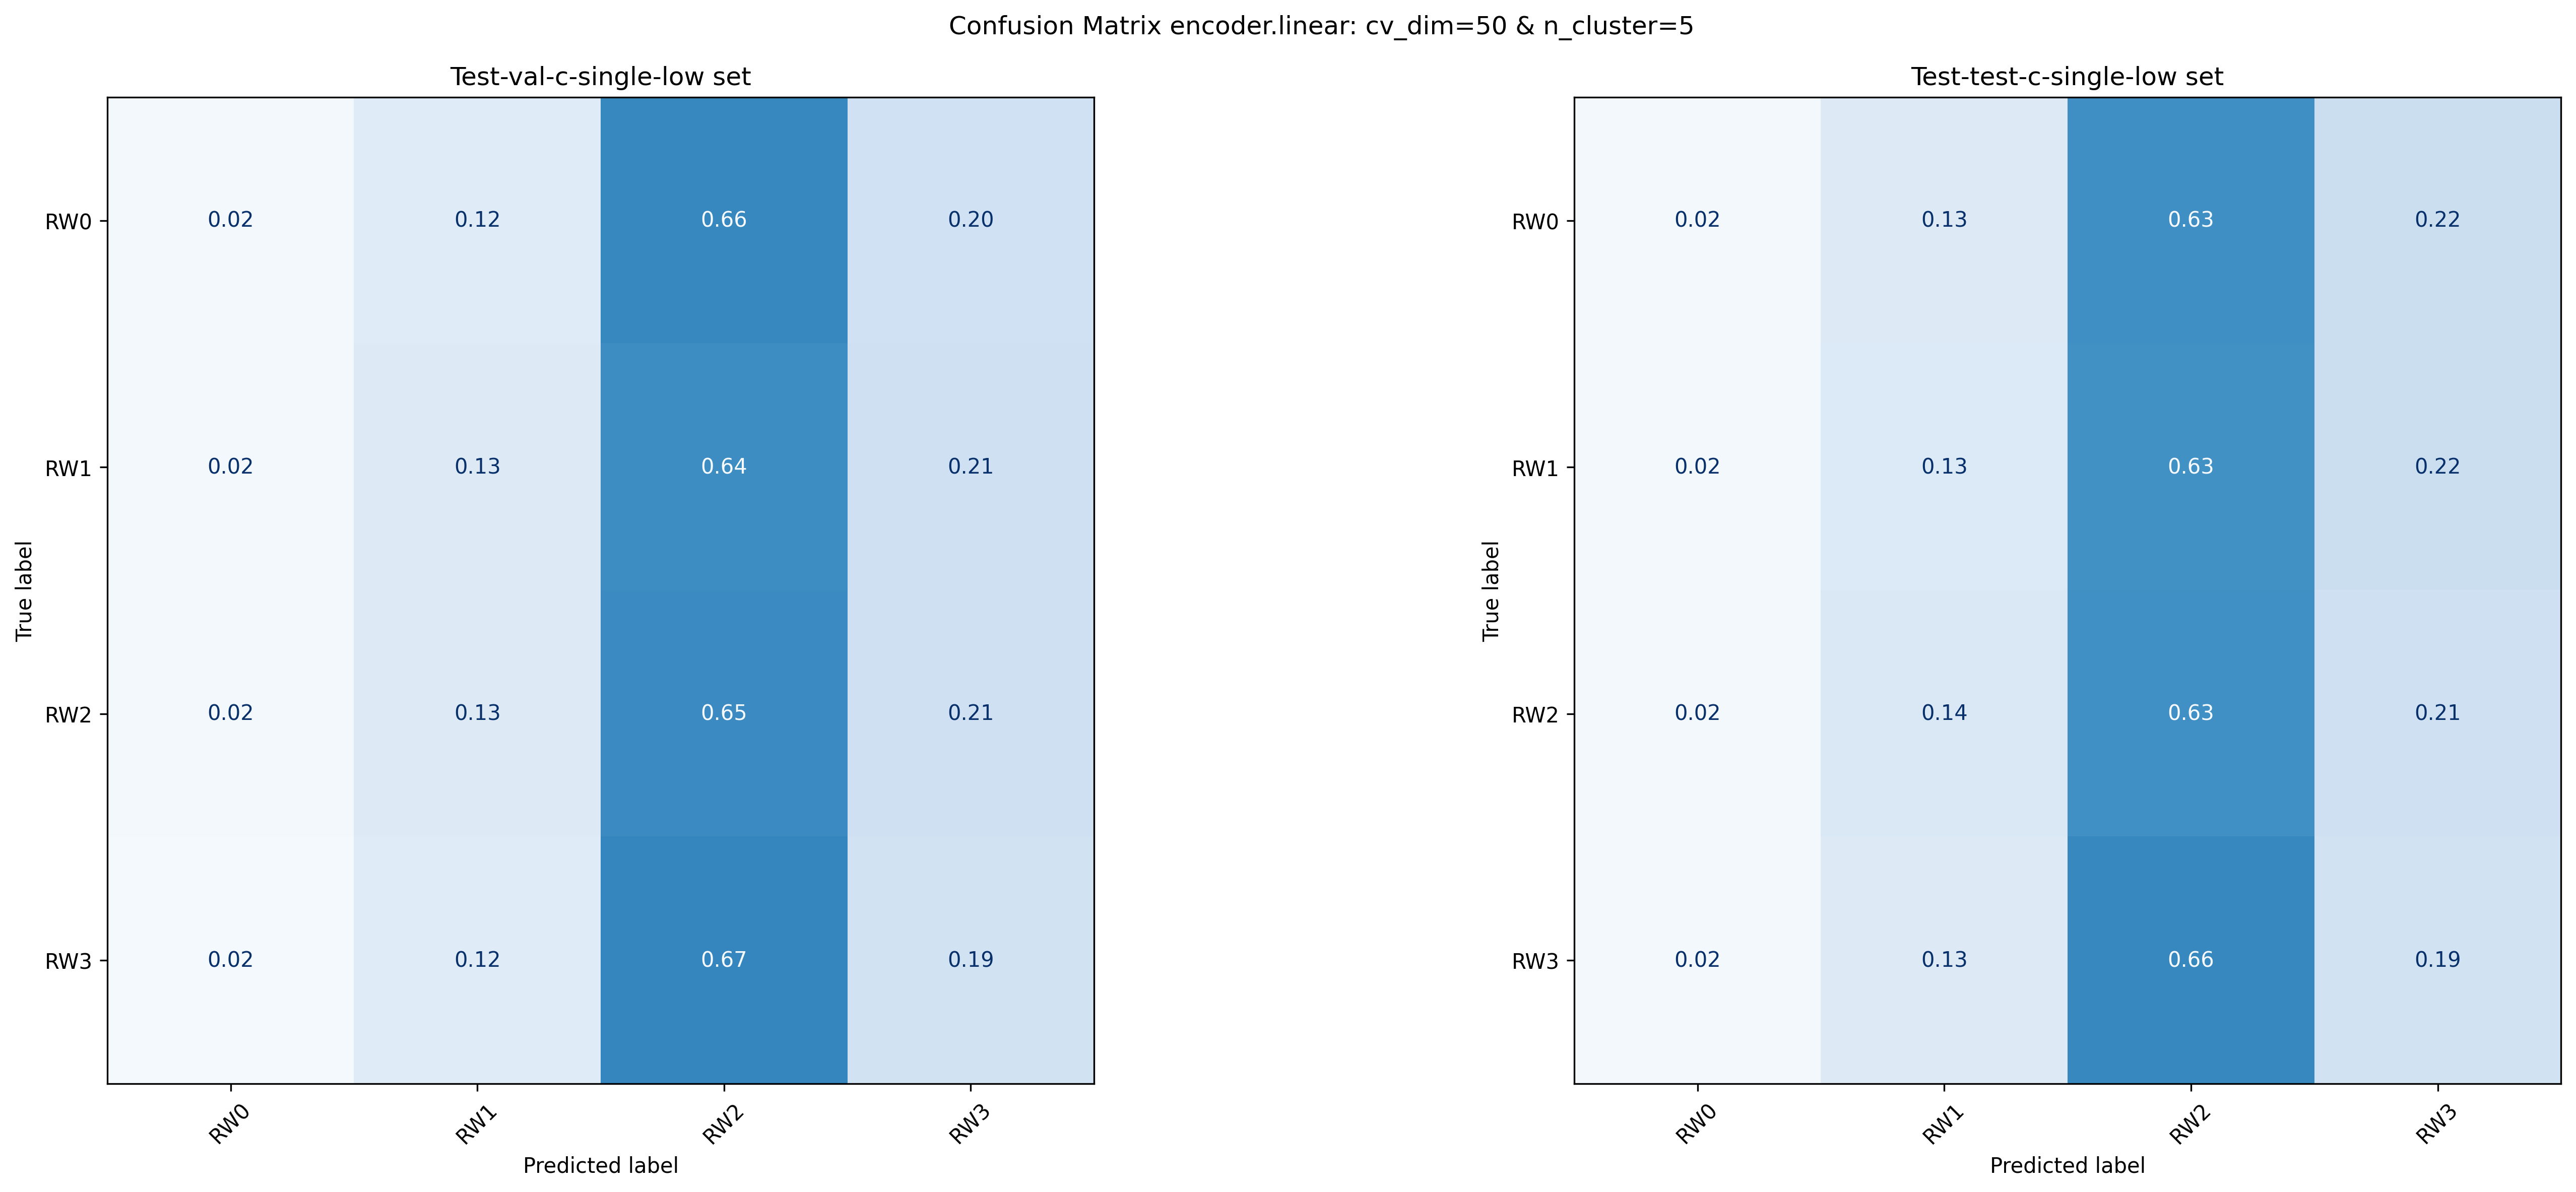 Confusion Matrix encoder.linear: cv_dim=50 & n_cluster=5
Test-val-c-single-low set
True label
RW0 0.02 0.12 0.66 0.20
RW1 0.02 0.13 0.64 0.21
RW2 0.02 0.13 0.65 0.21
RW3 0.02 0.12 0.67 0.19
RW0 RW1 RW2 RW3
Predicted label
Test-test-c-single-low set
True label
RW0 0.02 0.13 0.63 0.22
RW1 0.02 0.13 0.63 0.22
RW2 0.02 0.14 0.63 0.21
RW3 0.02 0.13 0.66 0.19
RW0 RW1 RW2 RW3
Predicted label